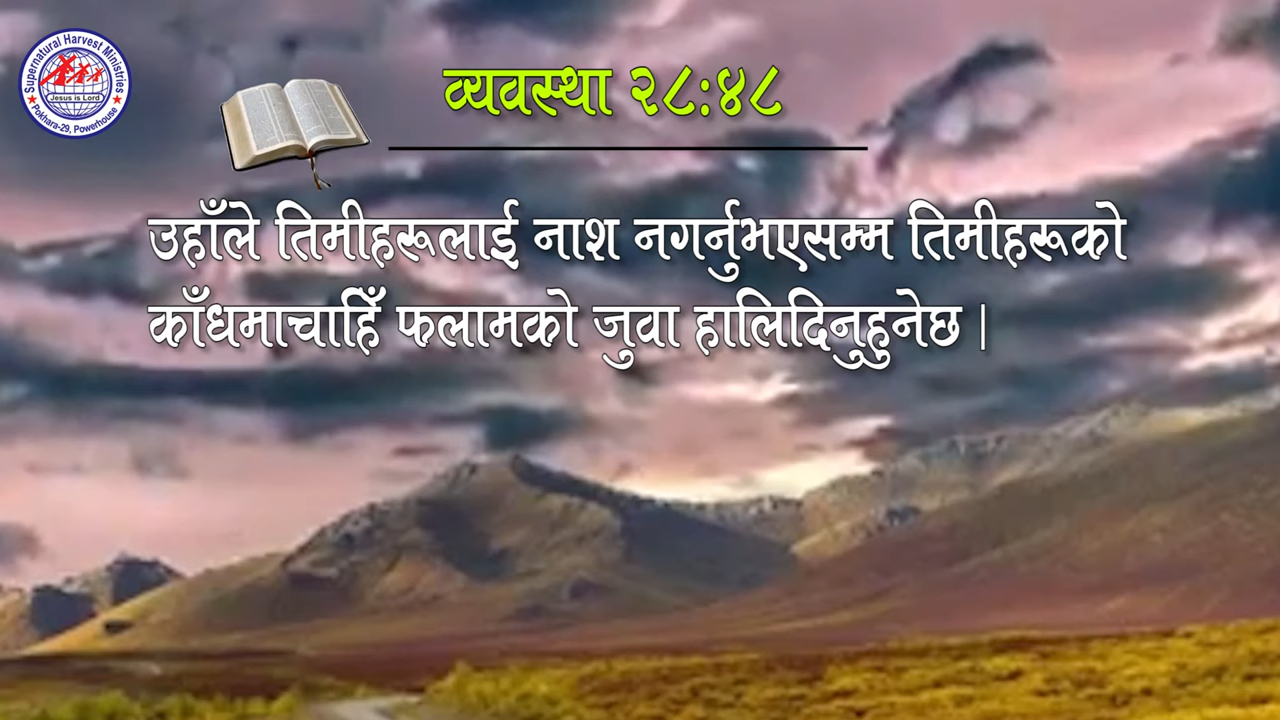 Supernatural Harvest Ministries
Jesus is Lord
Pokhara-29, Powerhouse
व्यवस्था २८:४८
उहाँले तिमीहरूलाई नाश नगर्नुभएसम्म तिमीहरूको
काँधमाचाहिँ फलामको जुवा हालिदिनुहुनेछ |